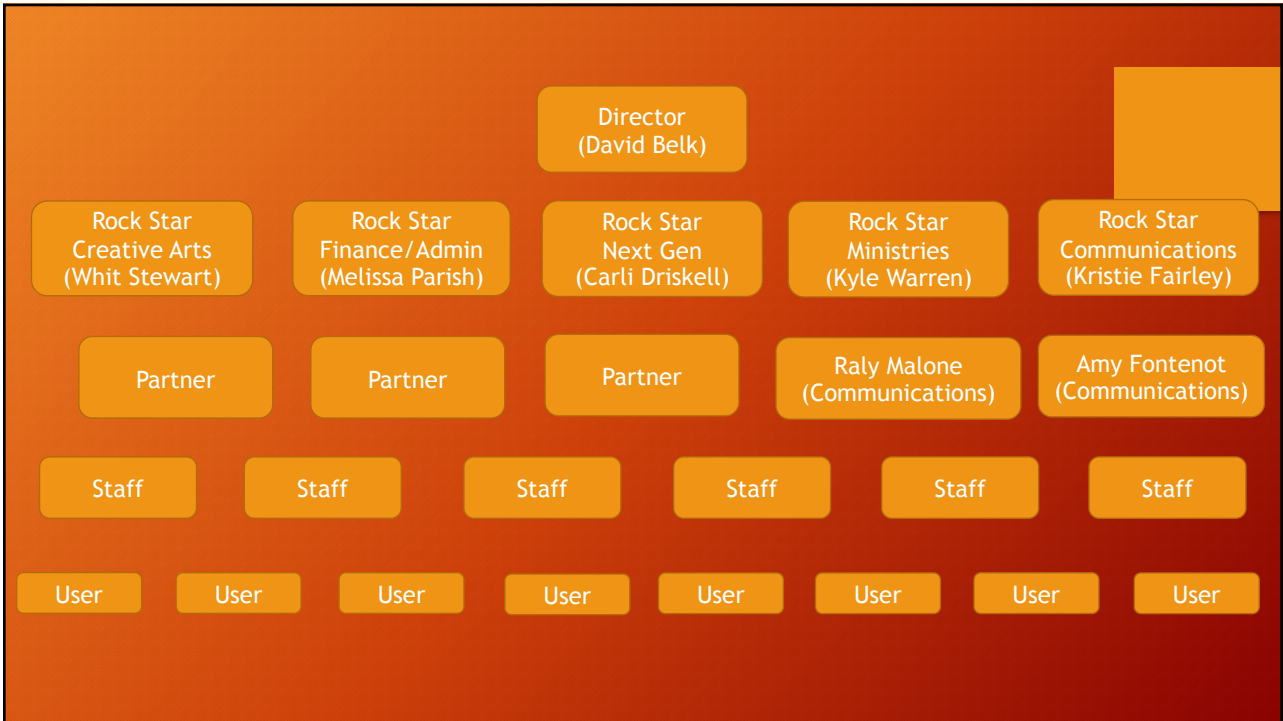 Director
(David Belk)
Rock Star
Creative Arts
(Whit Stewart)
Rock Star
Finance/Admin
(Melissa Parish)
Rock Star
Next Gen
(Carli Driskell)
Rock Star
Ministries
(Kyle Warren)
Rock Star
Communications
(Kristie Fairley)
Partner
Partner
Partner
Raly Malone
(Communications)
Amy Fontenot
(Communications)
Staff
Staff
Staff
Staff
Staff
Staff
User
User
User
User
User
User
User
User